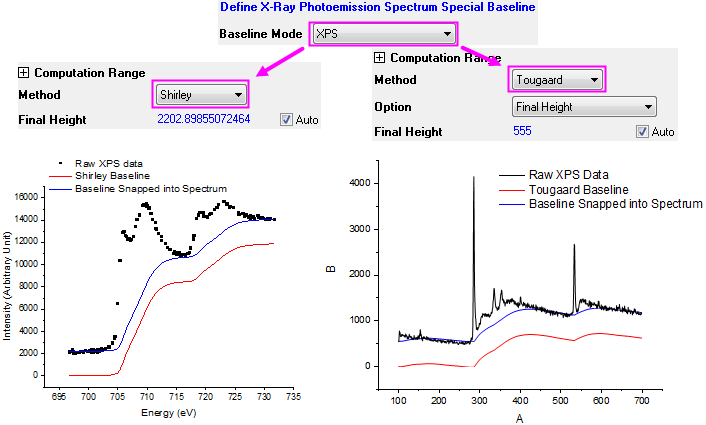 Define X-Ray Photoemission Spectrum Special Baseline
Baseline Mode XPS
Computation Range
Method Shirley
Final Height 2202.89855072464 Auto
Computation Range
Method Tougaard
Option Final Height
Final Height 555 Auto
Raw XPS data
Shirley Baseline
Baseline Snapped into Spectrum
Intensity (Arbitrary Unit)
16000
14000
12000
10000
8000
6000
4000
2000
0
695 700 705 710 715 720 725 730 735
Energy (eV)
Raw XPS Data
Tougaard Baseline
Baseline Snapped into Spectrum
B
4000
3000
2000
1000
0
100 200 300 400 500 600 700
A